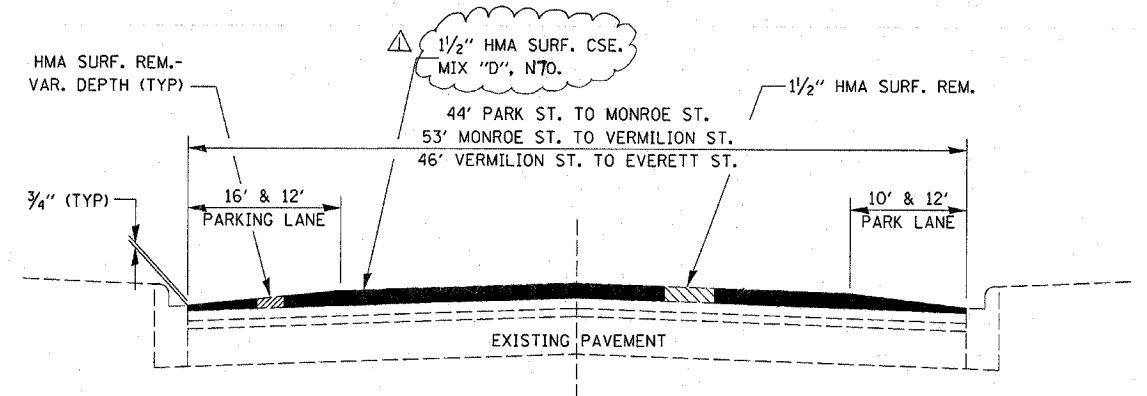 1
1½" HMA SURF. CSE.
MIX "D", N70.
HMA SURF. REM.-
VAR. DEPTH (TYP)
1½" HMA SURF. REM.
44' PARK ST. TO MONROE ST.
53' MONROE ST. TO VERMILION ST.
46' VERMILION ST. TO EVERETT ST.
¾" (TYP)
16' & 12'
PARKING LANE
10' & 12'
PARK LANE
EXISTING PAVEMENT